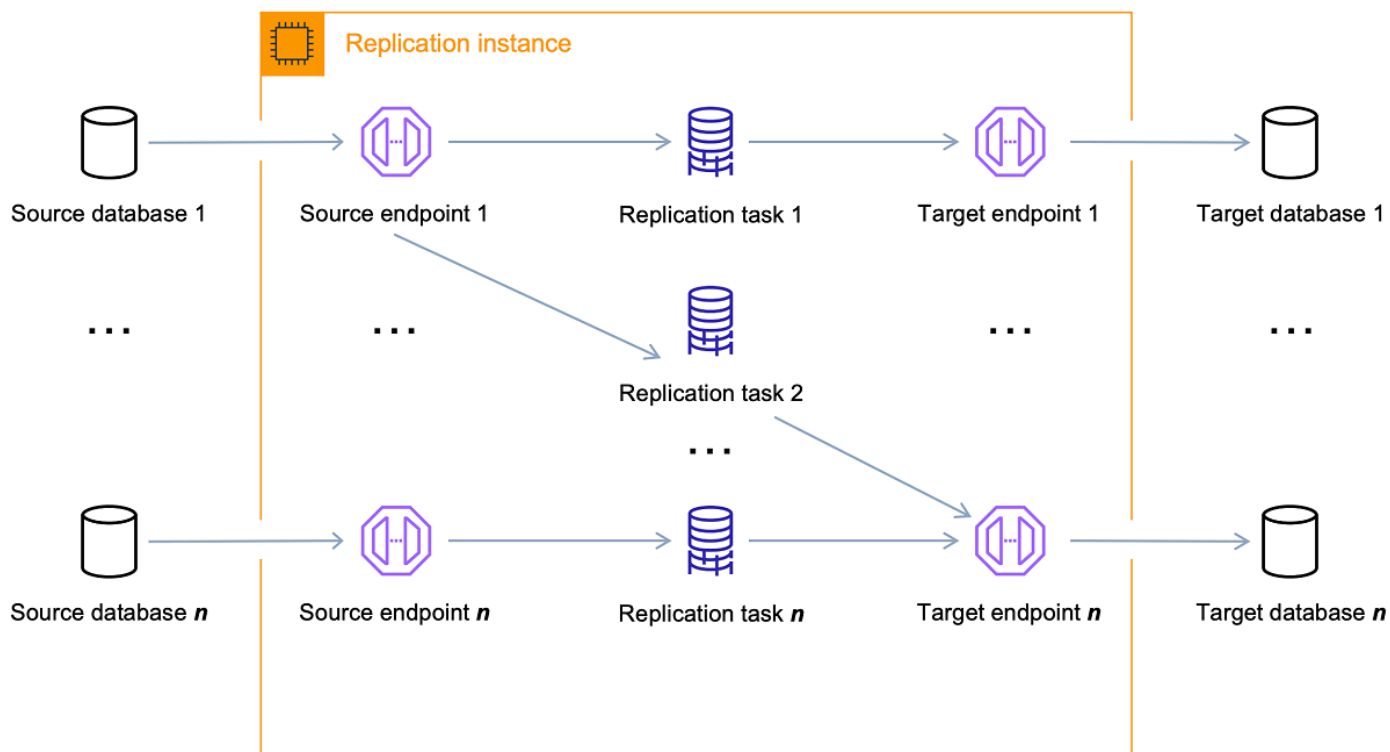 Replication instance
Source database 1
Source endpoint 1
Replication task 1
Target endpoint 1
Target database 1
...
...
Replication task 2
...
...
...
Source database n
Source endpoint n
Replication task n
Target endpoint n
Target database n